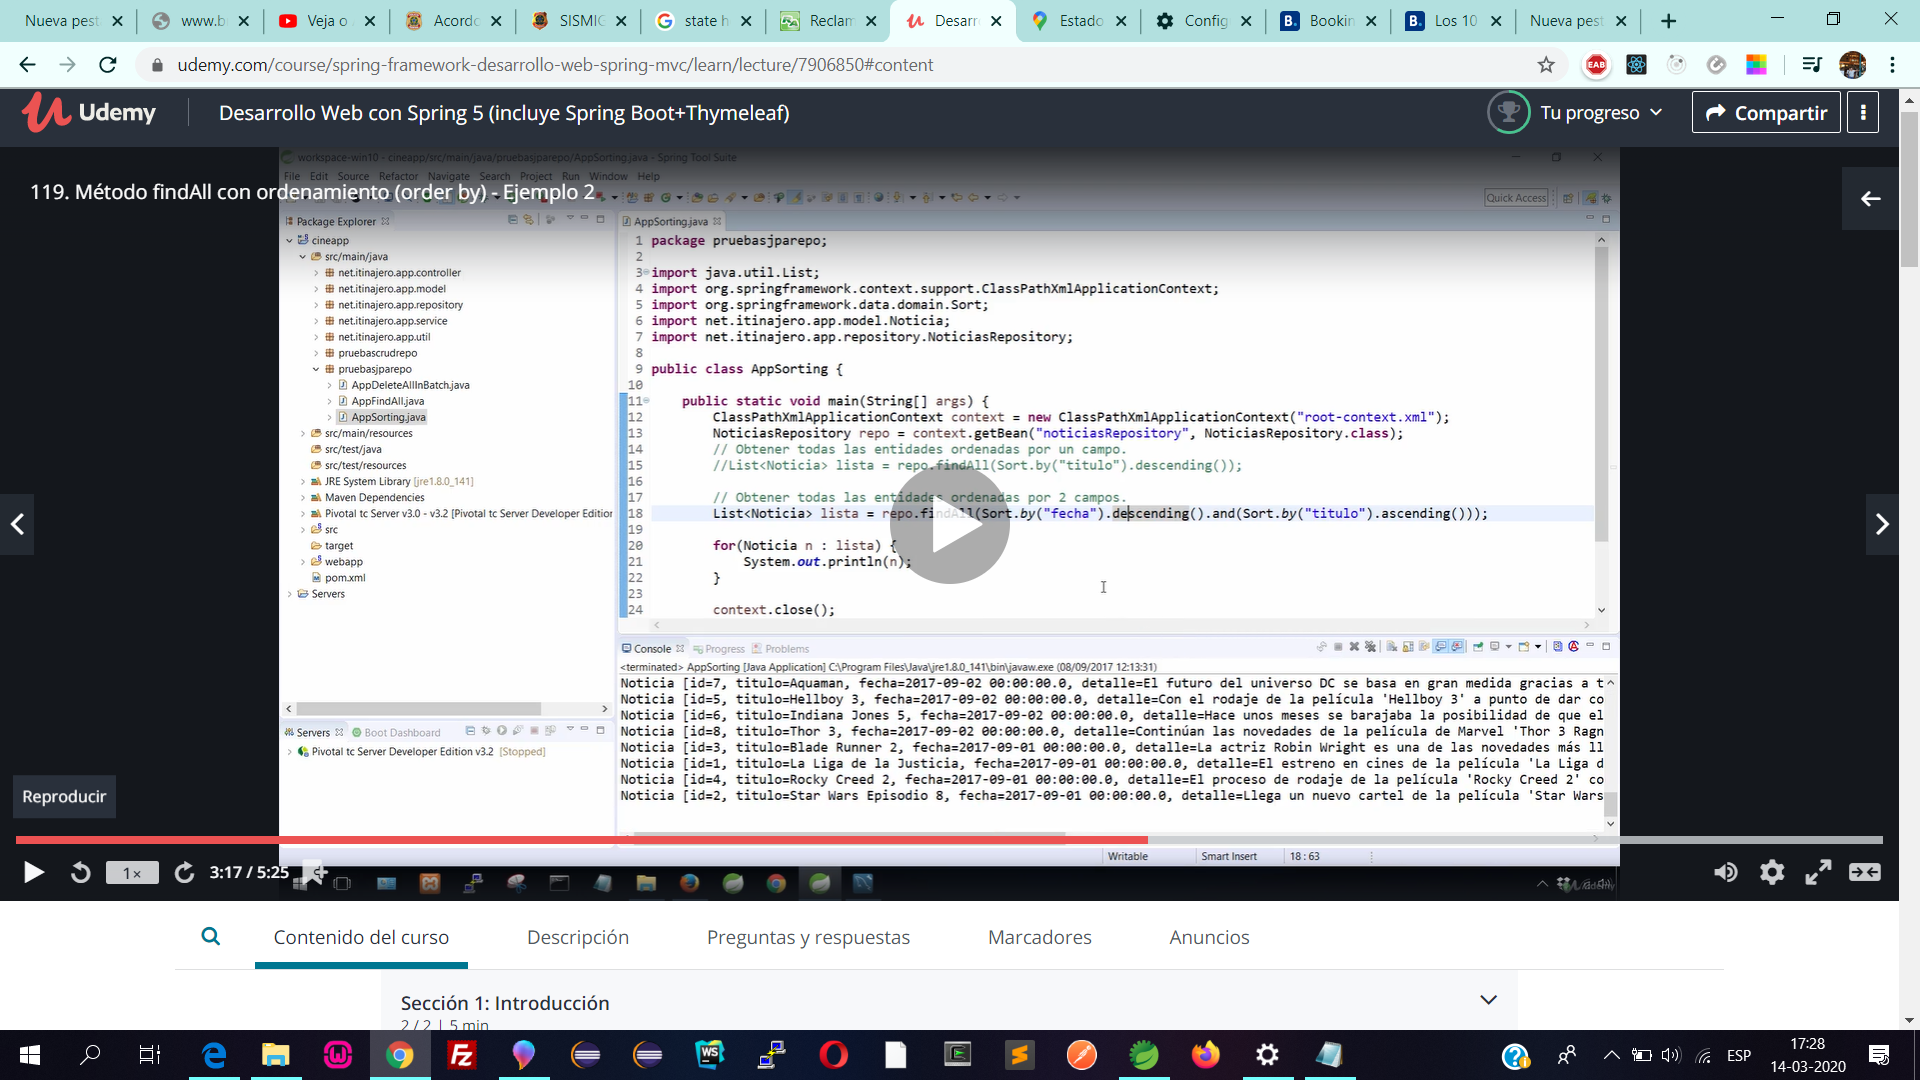 Nueva pest
www.b
Veja o
Acord
SISMIG
state h
Reclam
Desarr
Estado
Config
Bookin
Los 10
Nueva pest
udemy.com/course/spring-framework-desarrollo-web-spring-mvc/learn/lecture/7906850#content
Udemy
Desarrollo Web con Spring 5 (incluye Spring Boot+Thymeleaf)
Tu progreso
Compartir
workspace-win10 - cineapp/src/main/java/pruebasjparepo/AppSorting.java - Spring Tool Suite
File Edit Source Refactor Navigate Search Project Run Window Help
119. Método findAll con ordenamiento (order by) - Ejemplo 2
Quick Access
Package Explorer
cineapp
src/main/java
net.itinajero.app.controller
net.itinajero.app.model
net.itinajero.app.repository
net.itinajero.app.service
net.itinajero.app.util
pruebascrudrepo
pruebasjparepo
AppDeleteAllInBatch.java
AppFindAll.java
AppSorting.java
src/main/resources
src/test/java
src/test/resources
JRE System Library [jre1.8.0_141]
Maven Dependencies
Pivotal tc Server v3.0 - v3.2 [Pivotal tc Server Developer Edition
src
target
webapp
pom.xml
Servers
AppSorting.java
1 package pruebasjparepo;
2
3 import java.util.List;
4 import org.springframework.context.support.ClassPathXmlApplicationContext;
5 import org.springframework.data.domain.Sort;
6 import net.itinajero.app.model.Noticia;
7 import net.itinajero.app.repository.NoticiasRepository;
8
9 public class AppSorting {
10
11 public static void main(String[] args) {
12 ClassPathXmlApplicationContext context = new ClassPathXmlApplicationContext("root-context.xml");
13 NoticiasRepository repo = context.getBean("noticiasRepository", NoticiasRepository.class);
14 // Obtener todas las entidades ordenadas por un campo.
15 //List<Noticia> lista = repo.findAll(Sort.by("titulo").descending());
16
17 // Obtener todas las entidades ordenadas por 2 campos.
18 List<Noticia> lista = repo.findAll(Sort.by("fecha").descending().and(Sort.by("titulo").ascending()));
20 for(Noticia n : lista) {
21 System.out.println(n);
22 }
23
24 context.close();
Servers
Boot Dashboard
Pivotal tc Server Developer Edition v3.2 [Stopped]
Console
Progress
Problems
<terminated> AppSorting [Java Application] C:\Program Files\Java\jre1.8.0_141\bin\javaw.exe (08/09/2017 12:13:31)
Noticia [id=7, titulo=Aquaman, fecha=2017-09-02 00:00:00.0, detalle=El futuro del universo DC se basa en gran medida gracias a t
Noticia [id=5, titulo=Hellboy 3, fecha=2017-09-02 00:00:00.0, detalle=Con el rodaje de la película 'Hellboy 3' a punto de dar co
Noticia [id=6, titulo=Indiana Jones 5, fecha=2017-09-02 00:00:00.0, detalle=Hace unos meses se barajaba la posibilidad de que el
Noticia [id=8, titulo=Thor 3, fecha=2017-09-02 00:00:00.0, detalle=Continúan las novedades de la película de Marvel 'Thor 3 Ragn
Noticia [id=3, titulo=Blade Runner 2, fecha=2017-09-01 00:00:00.0, detalle=La actriz Robin Wright es una de las novedades más ll
Noticia [id=1, titulo=La Liga de la Justicia, fecha=2017-09-01 00:00:00.0, detalle=El estreno en cines de la película 'La Liga d
Noticia [id=4, titulo=Rocky Creed 2, fecha=2017-09-01 00:00:00.0, detalle=El proceso de rodaje de la película 'Rocky Creed 2' co
Noticia [id=2, titulo=Star Wars Episodio 8, fecha=2017-09-01 00:00:00.0, detalle=Llega un nuevo cartel de la película 'Star Wars
Writable
Smart Insert
18 : 63
Reproducir
1×
3:17 / 5:25
Contenido del curso
Descripción
Preguntas y respuestas
Marcadores
Anuncios
Sección 1: Introducción
2 / 2 | 5 min
ESP
17:28
14-03-2020